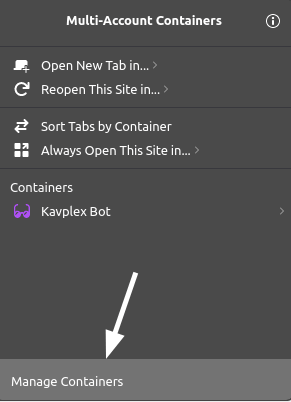 Multi-Account Containers
Open New Tab in...
Reopen This Site in...
Sort Tabs by Container
Always Open This Site in...
Containers
Kavplex Bot
Manage Containers